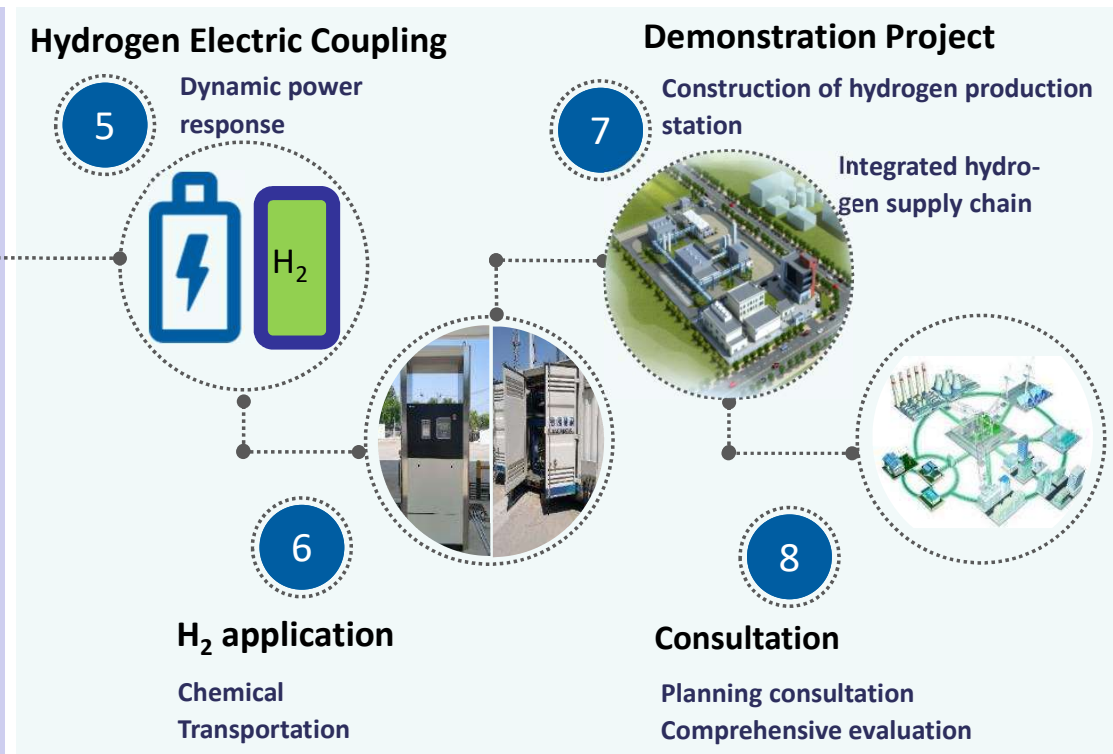 Hydrogen Electric Coupling
5
Dynamic power
response
H₂
6
H₂ application
Chemical
Transportation
Demonstration Project
7
Construction of hydrogen production
station
Integrated hydro-
gen supply chain
8
Consultation
Planning consultation
Comprehensive evaluation